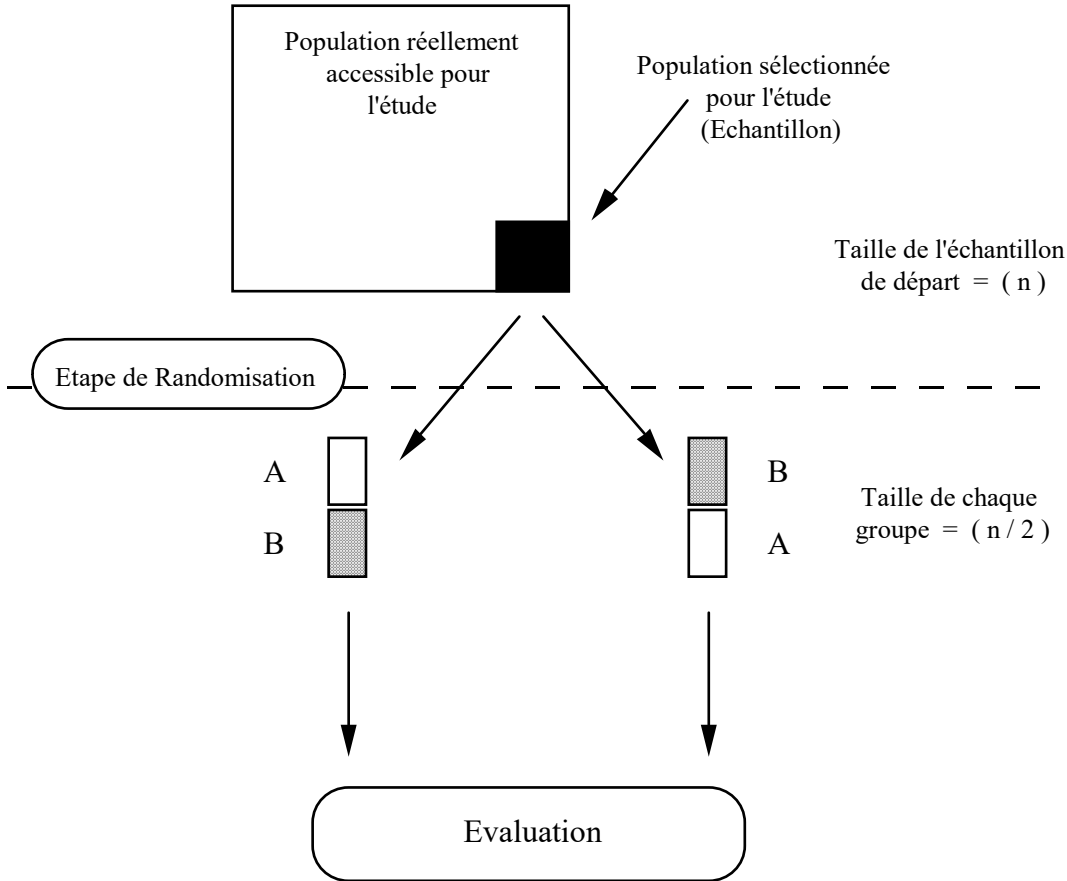 Population réellement
accessible pour
l'étude
Population sélectionnée
pour l'étude
(Echantillon)
Taille de l'échantillon
de départ = ( n )
Etape de Randomisation
A
B
B
A
Taille de chaque
groupe = ( n / 2 )
Evaluation